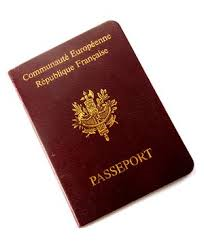 Communauté Européenne
République Française
PASSEPORT